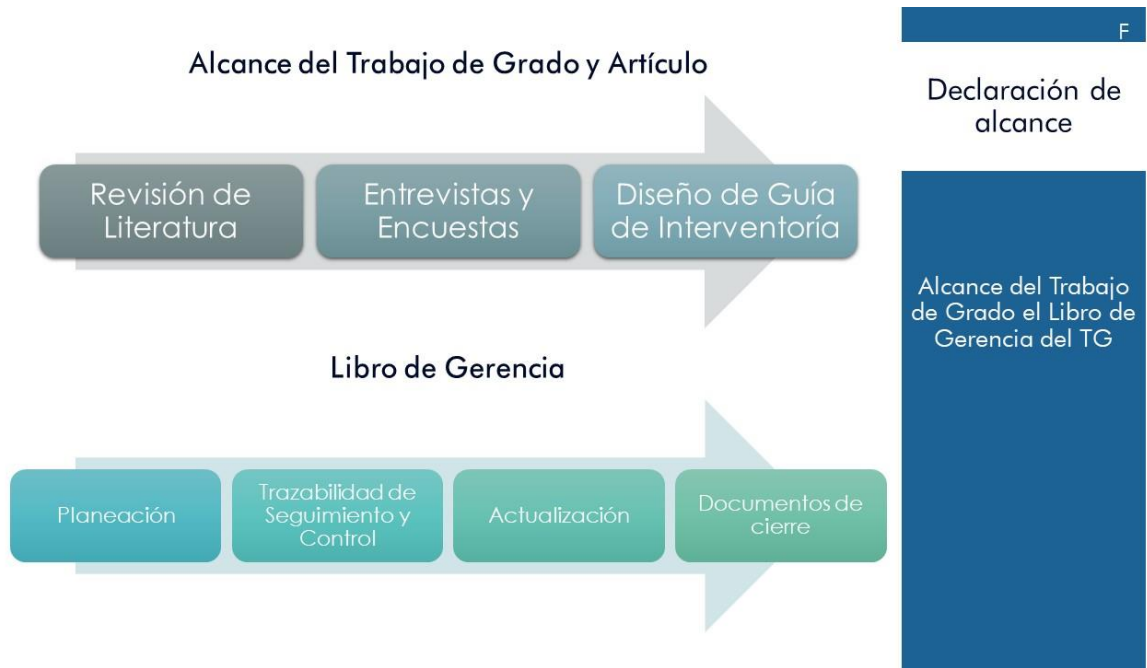 Alcance del Trabajo de Grado y Artículo
Revisión de
Literatura
Entrevistas y
Encuestas
Diseño de Guía
de Interventoría
Libro de Gerencia
Planeación
Trazabilidad de
Seguimiento y
Control
Actualización
Documentos de
cierre
F
Declaración de
alcance
Alcance del Trabajo
de Grado el Libro de
Gerencia del TG